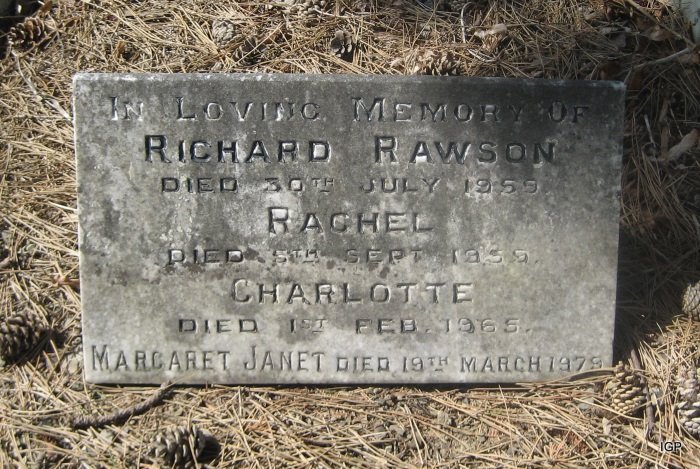 In Loving Memory Of
Richard Rawson
died 30th July 1959.
Rachel
died 5th Sept 1959.
Charlotte
died 1st Feb. 1965.
Margaret Janet died 19th March 1979
IGP